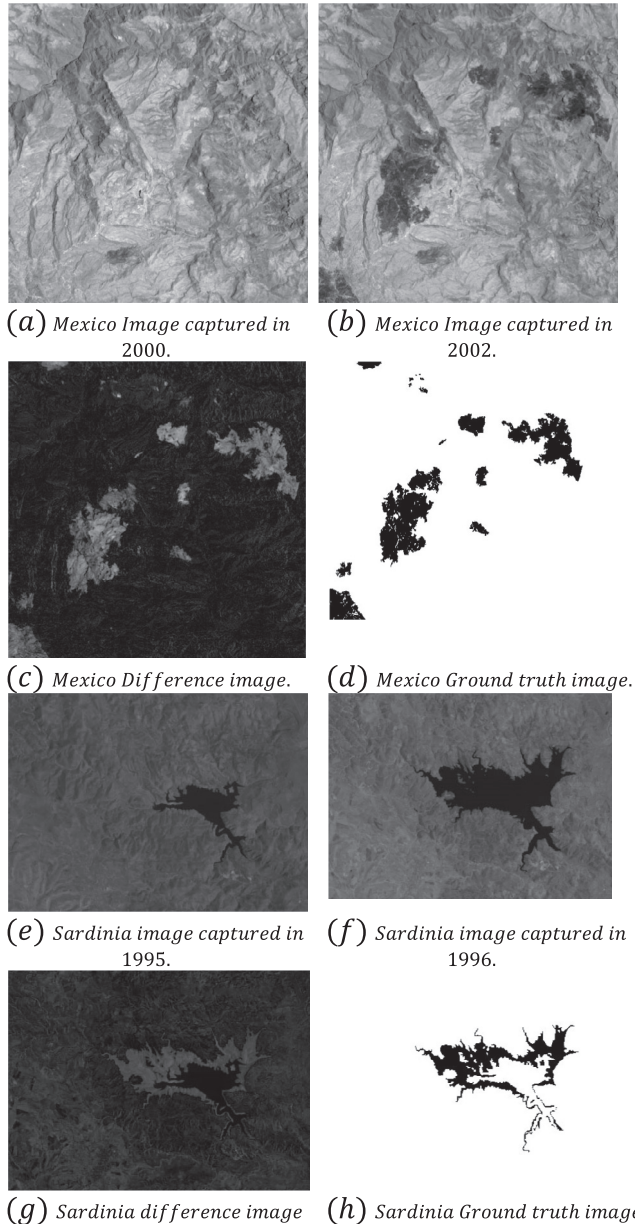 (a) Mexico Image captured in
2000.
(b) Mexico Image captured in
2002.
(c) Mexico Difference image.
(d) Mexico Ground truth image.
(e) Sardinia image captured in
1995.
(f) Sardinia image captured in
1996.
(g) Sardinia difference image
(h) Sardinia Ground truth image